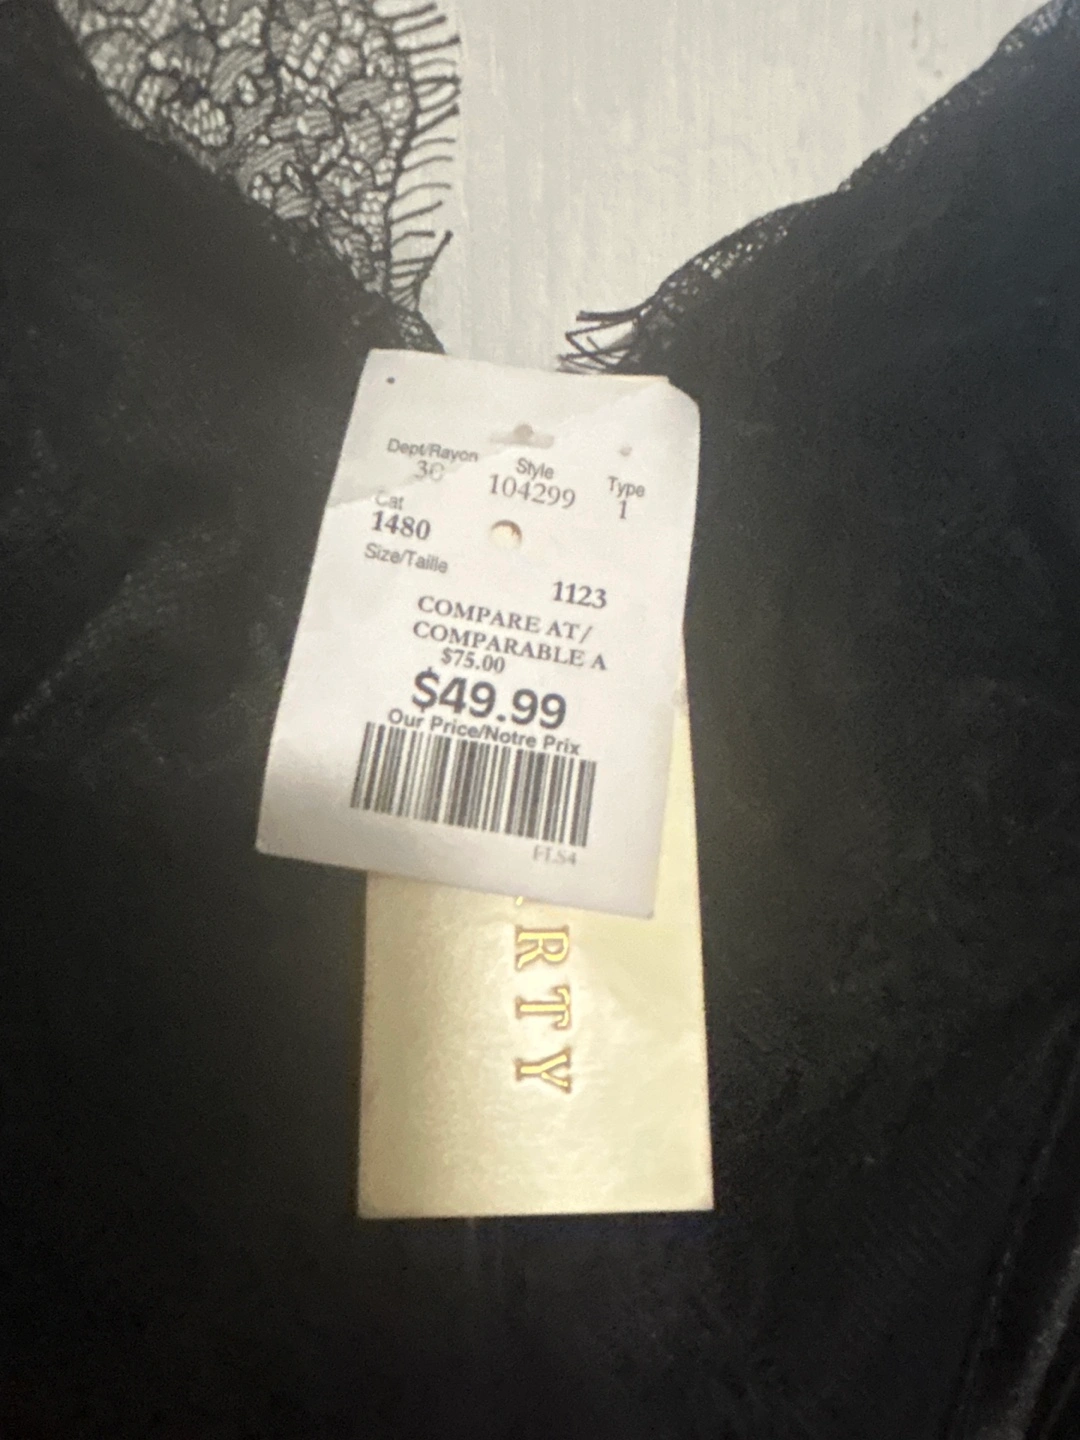 Dept/Rayon Style Type
30 104299 1
Cat
1480
Size/Taille
1123
COMPARE AT/
COMPARABLE A
$75.00
$49.99
Our Price/Notre Prix
RTY